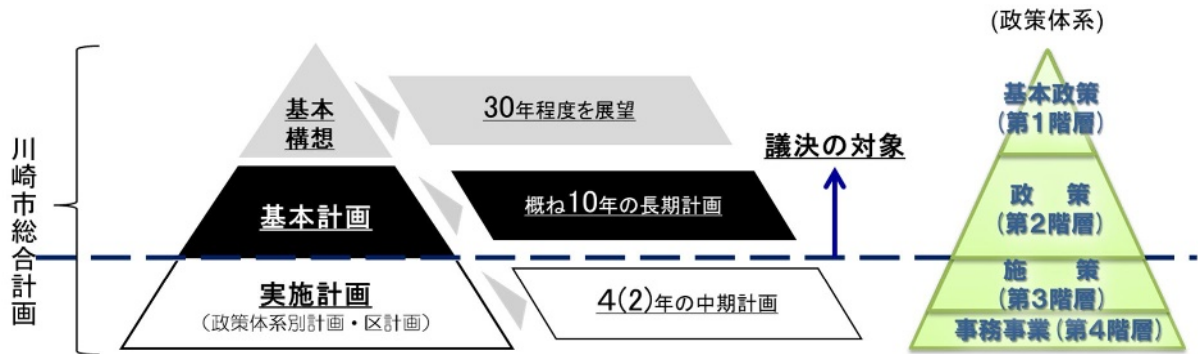 川崎市総合計画
基本
構想
30年程度を展望
基本計画
概ね10年の長期計画
実施計画
(政策体系別計画・区計画)
4(2)年の中期計画
議決の対象
(政策体系)
基本政策
(第1階層)
政　策
(第2階層)
施　策
(第3階層)
事務事業(第4階層)